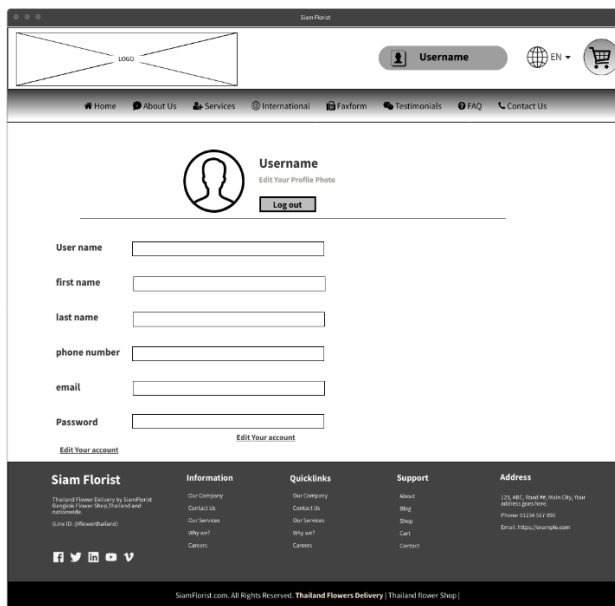 Siam Florist
LOGO
Username
EN
Home About Us Services International Faxform Testimonials FAQ Contact Us
Username
Edit Your Profile Photo
Log out
User name
first name
last name
phone number
email
Password
Edit Your account
Edit Your account
Siam Florist
Thailand Flower Delivery by SiamFlorist
Bangkok Flower Shop,Thailand and
nationwide.
(Line ID: @flowerthailand)
Information
Our Company
Contact Us
Our Services
Why we?
Careers
Quicklinks
Our Company
Contact Us
Our Services
Why we?
Careers
Support
About
Blog
Shop
Cart
Contact
Address
123, ABC, Road ##, Main City, Your
address goes here.
Phone: 01234 567 890
Email: https://example.com
SiamFlorist.com. All Rights Reserved. Thailand Flowers Delivery | Thailand flower Shop |